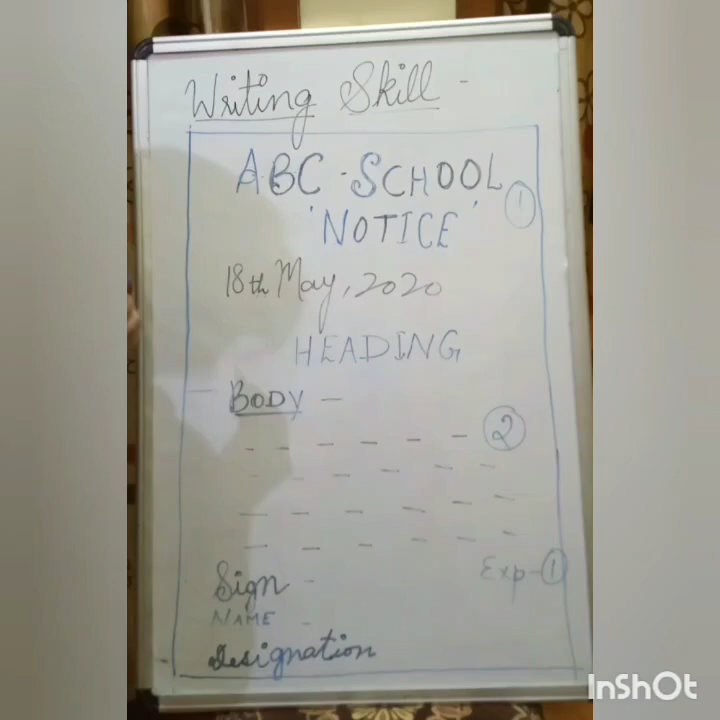 Writing Skill -
ABC - SCHOOL
'NOTICE' ①
18th May, 2020
HEADING
BODY -
②
Sign -
Exp-①
NAME -
Designation
InShOt